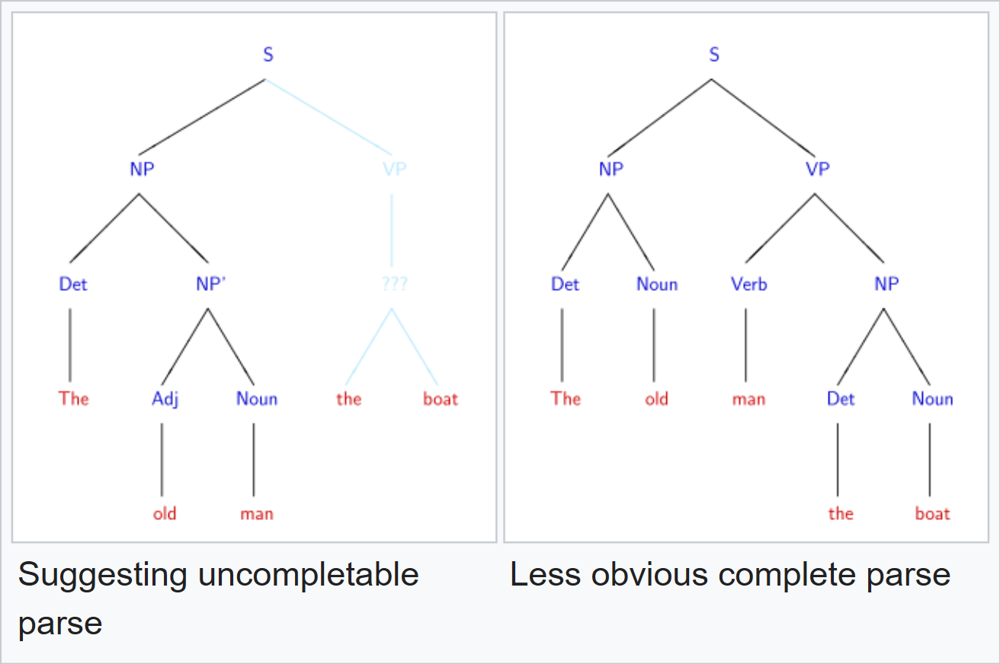 S
NP VP
Det NP' ???
The Adj Noun the boat
old man
Suggesting uncompletable
parse
S
NP VP
Det Noun Verb NP
The old man Det Noun
the boat
Less obvious complete parse